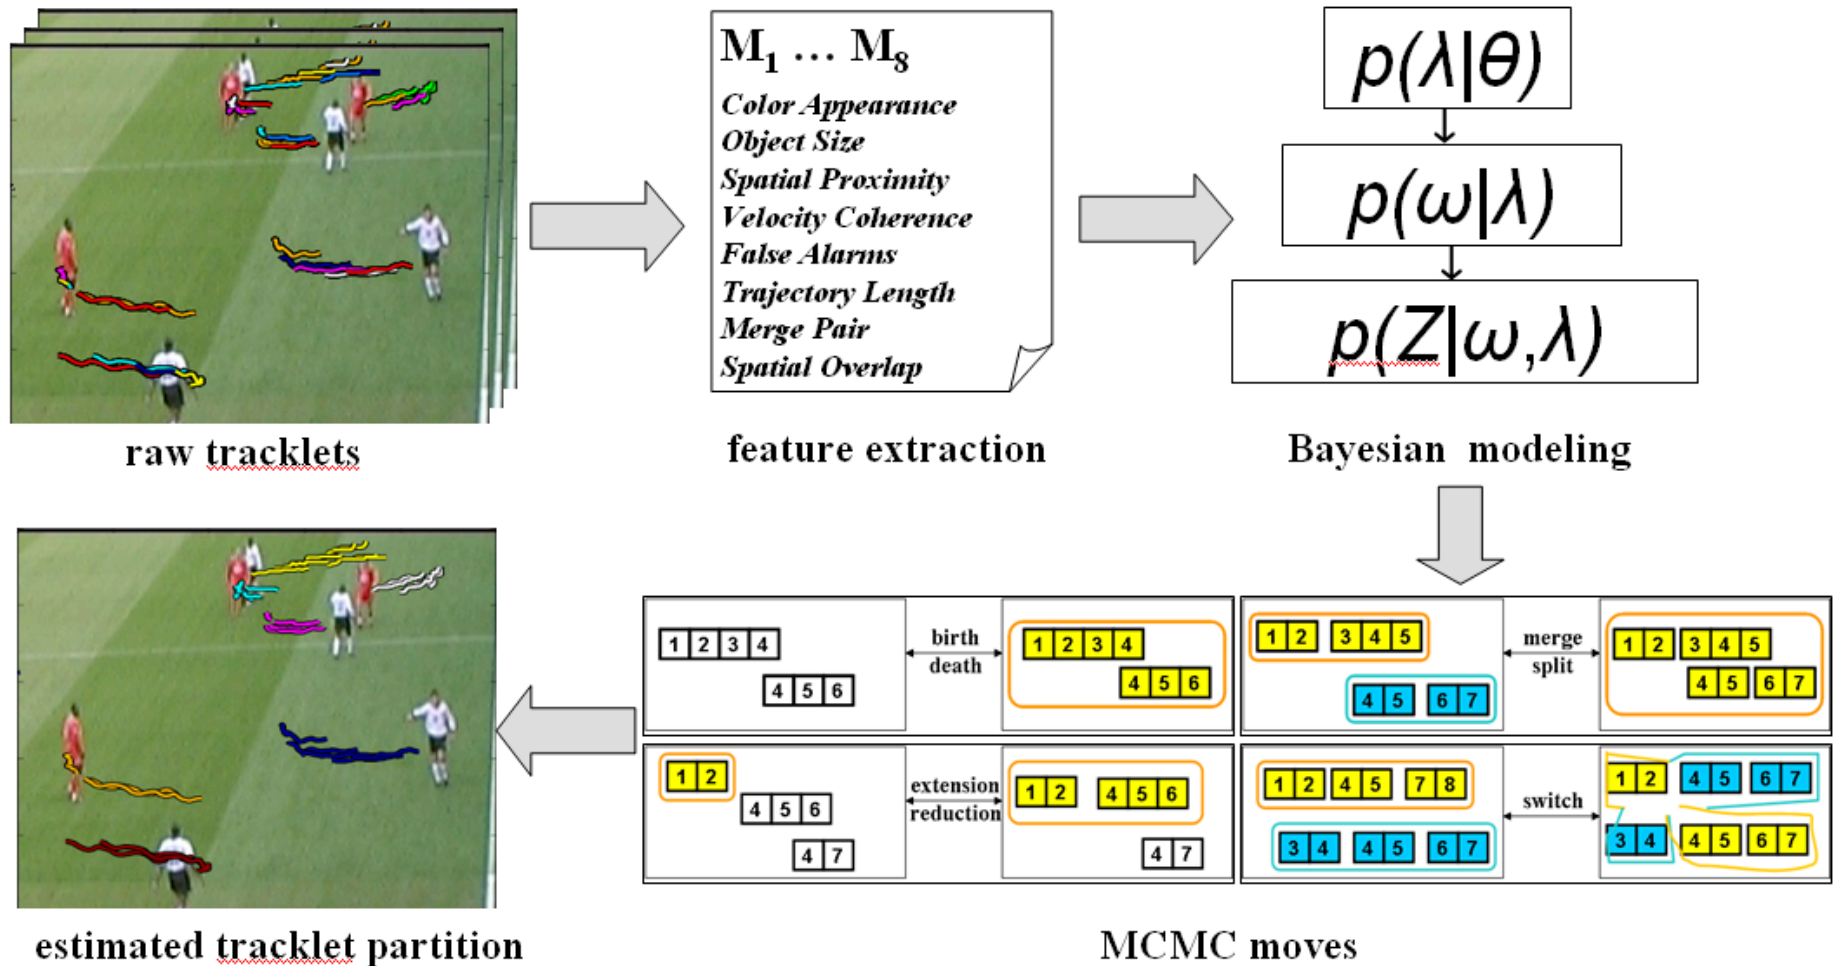 M1 … M8
Color Appearance
Object Size
Spatial Proximity
Velocity Coherence
False Alarms
Trajectory Length
Merge Pair
Spatial Overlap
p(λ|θ)
p(ω|λ)
p(Z|ω,λ)
raw tracklets
feature extraction
Bayesian modeling
1 2 3 4
4 5 6
birth
death
1 2 3 4
4 5 6
1 2 3 4 5
4 5 6 7
merge
split
1 2 3 4 5
4 5 6 7
1 2
4 5 6
4 7
extension
reduction
1 2 4 5 6
4 7
1 2 4 5 7 8
3 4 4 5 6 7
switch
1 2 4 5 6 7
3 4 4 5 6 7
estimated tracklet partition
MCMC moves